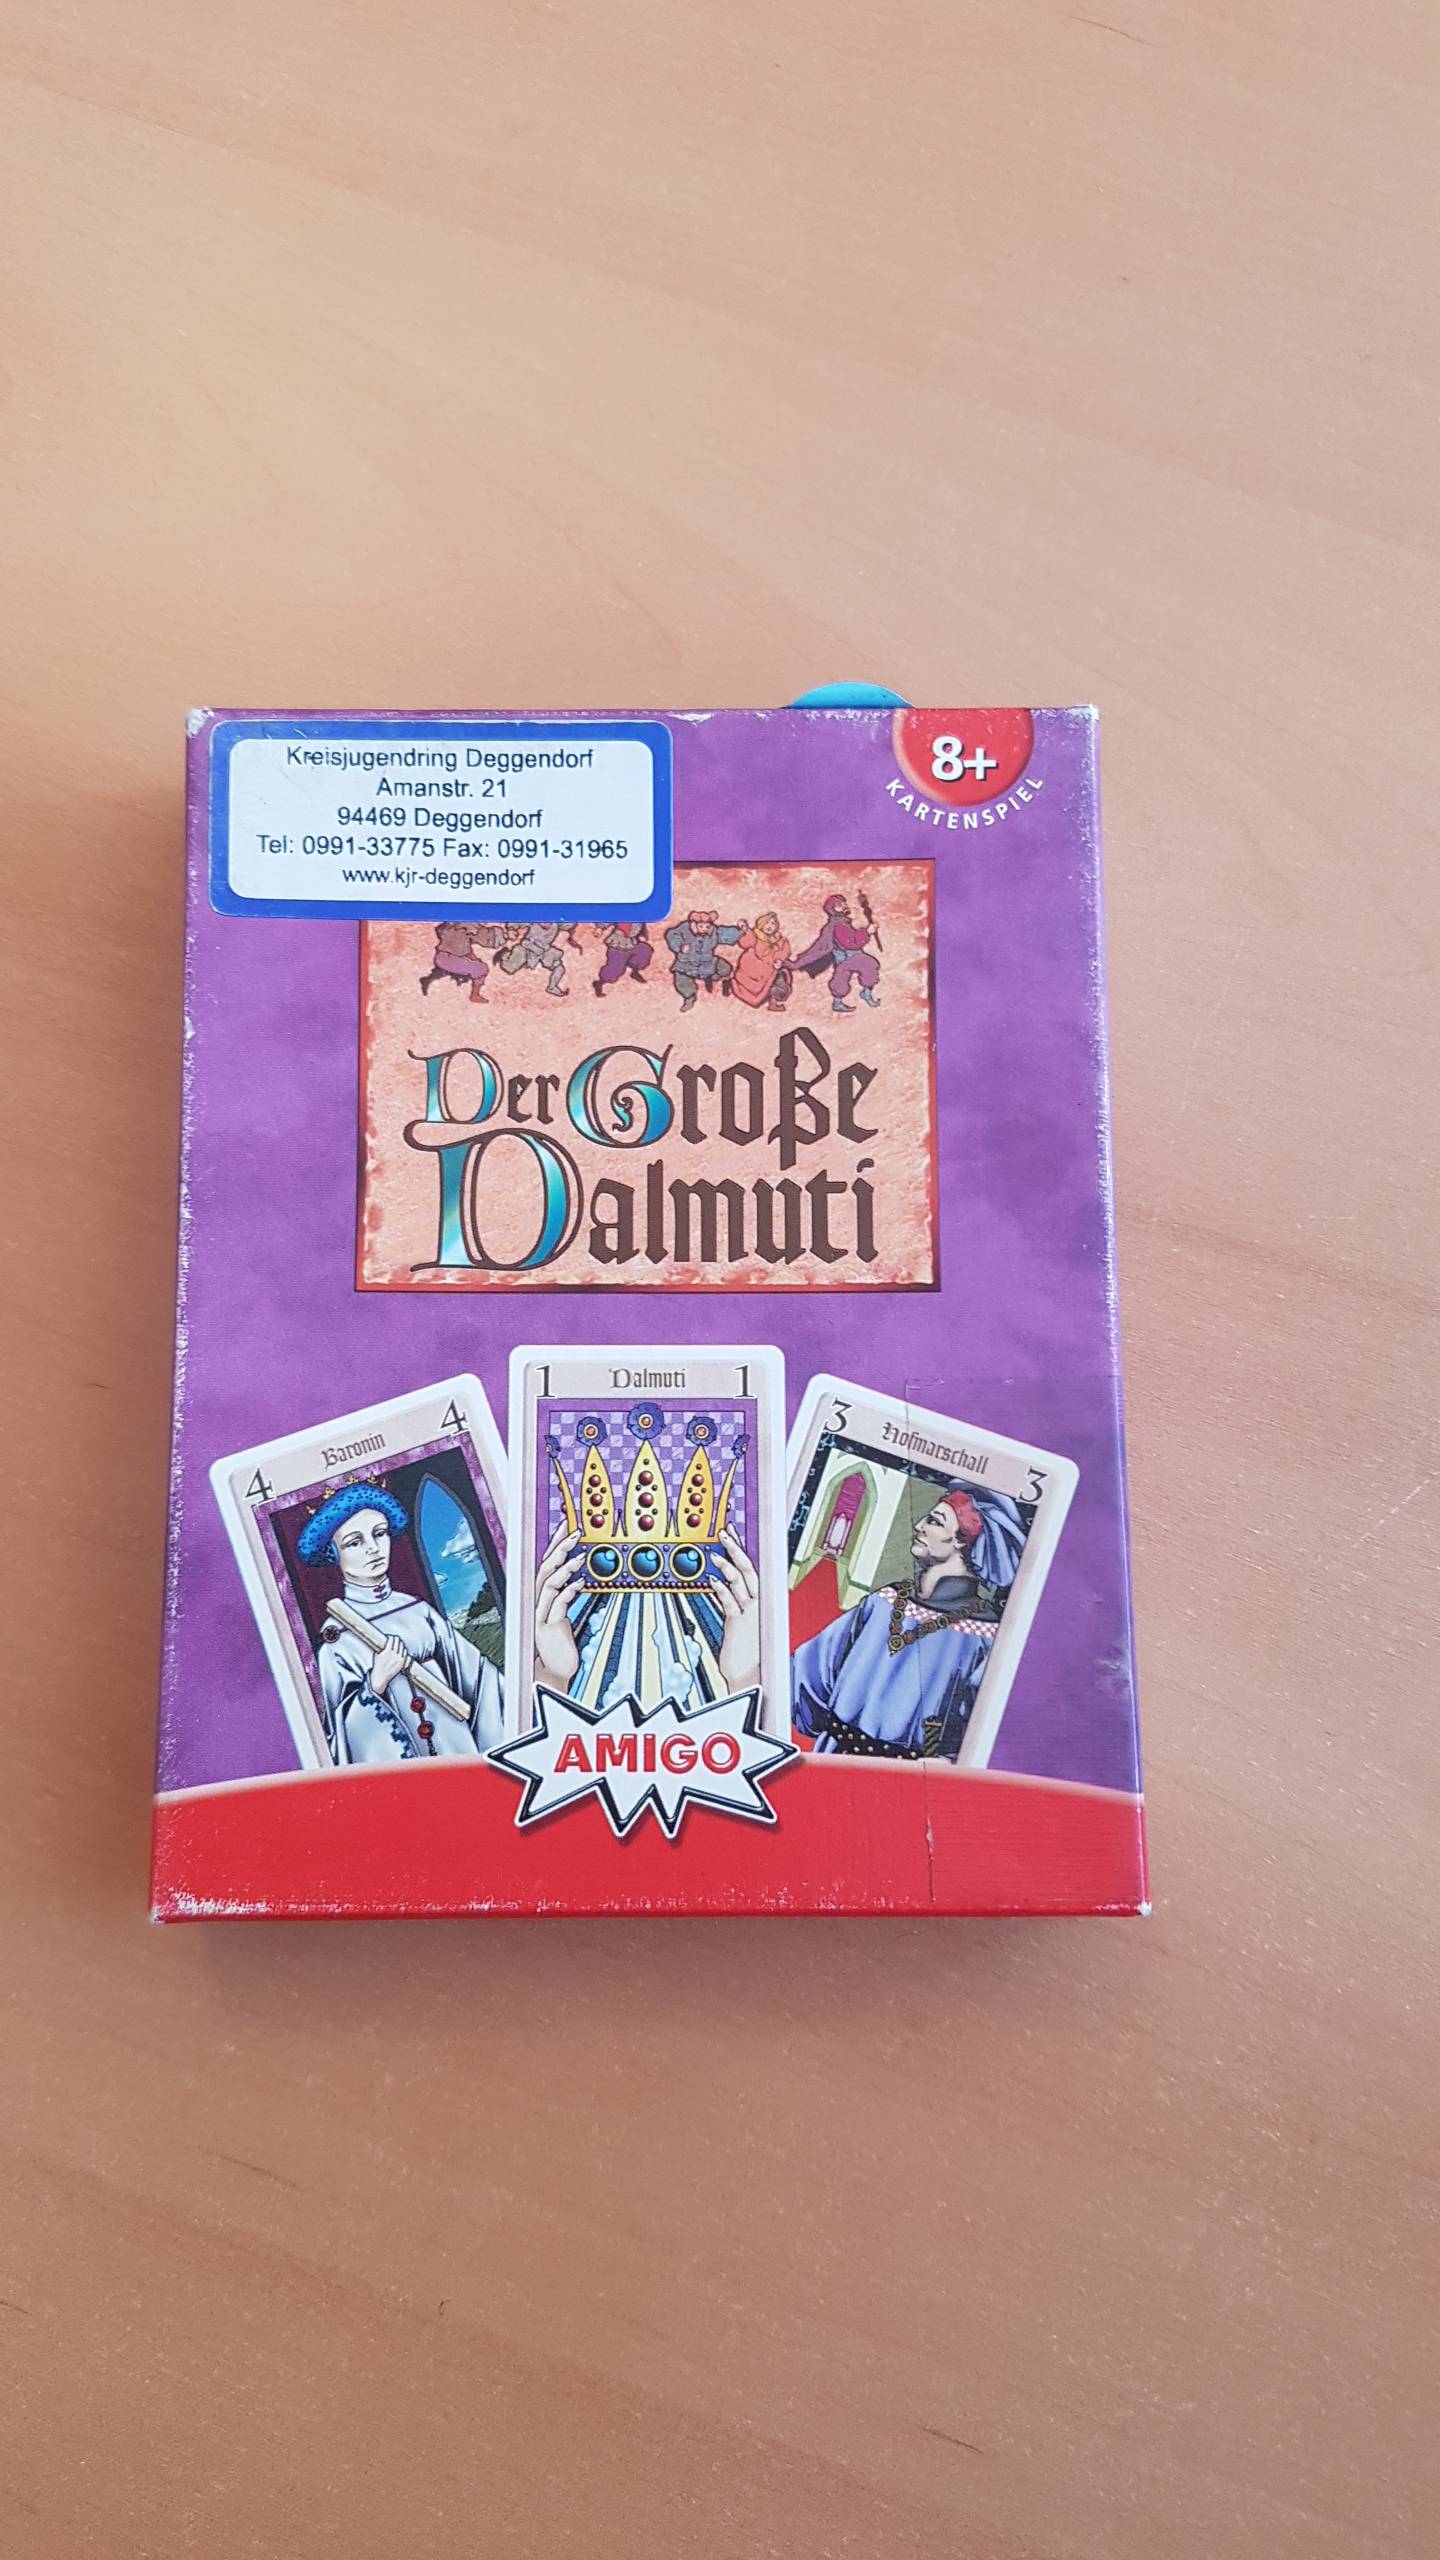 Kreisjugendring Deggendorf
Amanstr. 21
94469 Deggendorf
Tel: 0991-33775 Fax: 0991-31965
www.kjr-deggendorf
8+
KARTENSPIEL
Der Große
Dalmuti
4 Baronin 4
1 Dalmuti 1
3 Hofmarschall 3
AMIGO